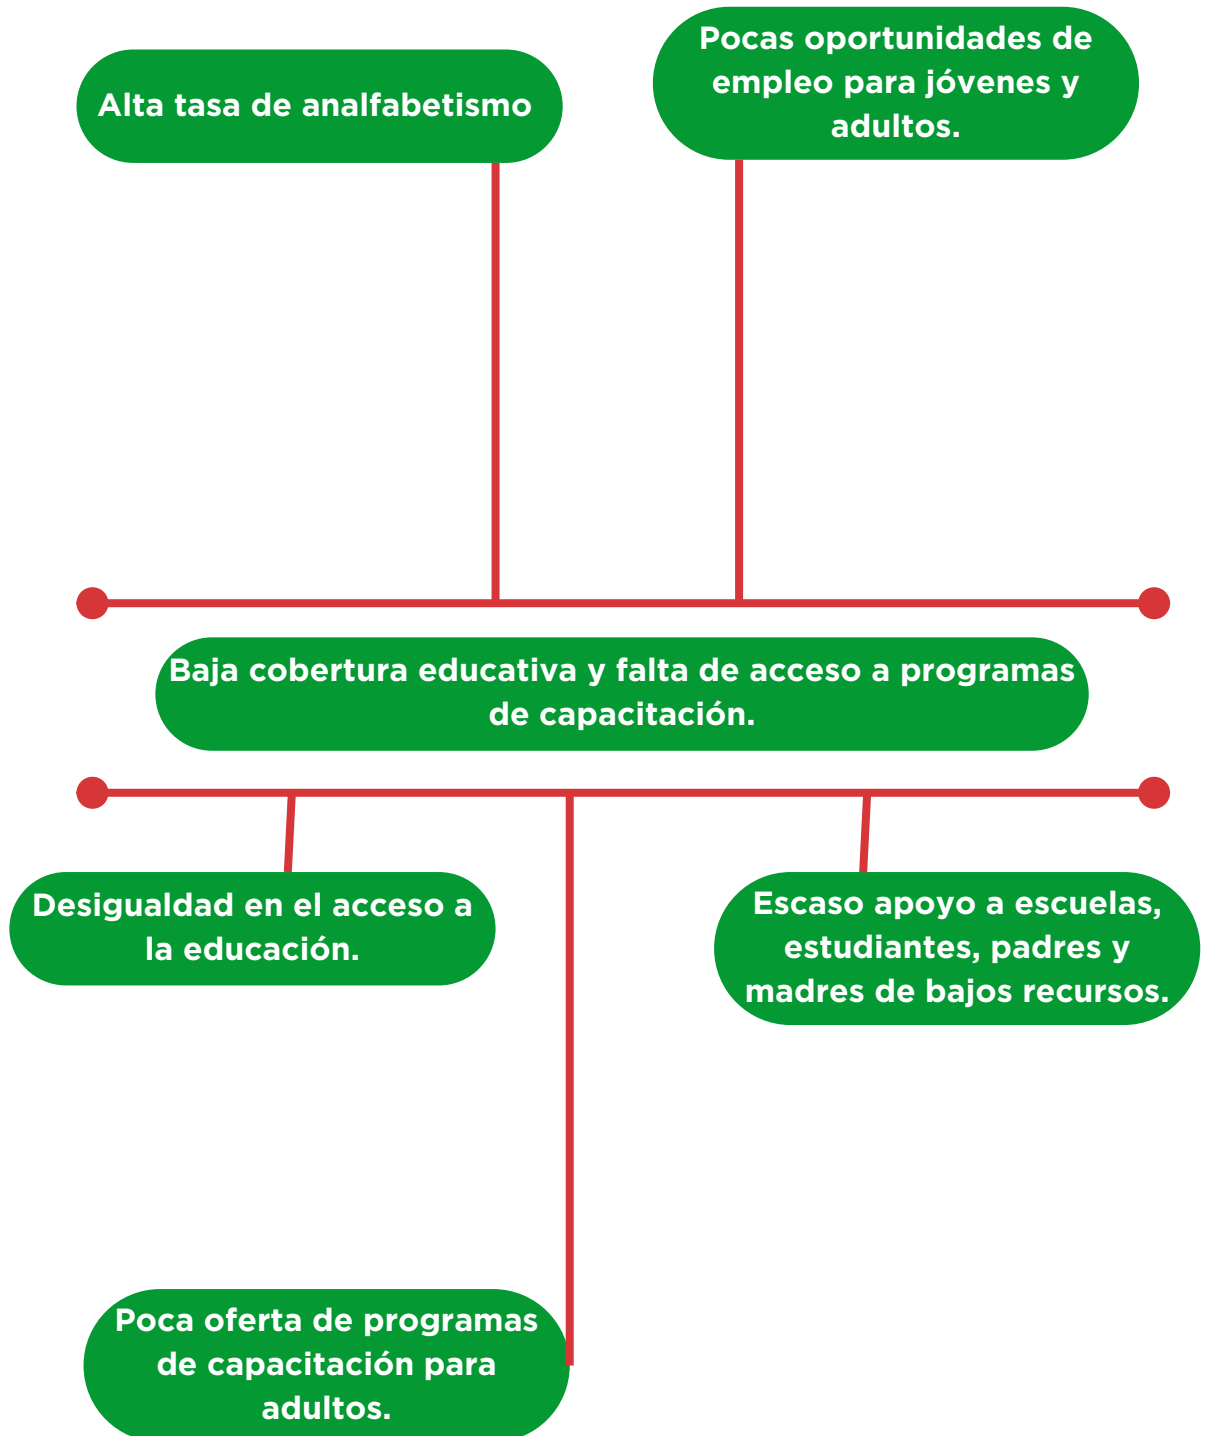 Alta tasa de analfabetismo
Pocas oportunidades de
empleo para jóvenes y
adultos.
Baja cobertura educativa y falta de acceso a programas
de capacitación.
Desigualdad en el acceso a
la educación.
Escaso apoyo a escuelas,
estudiantes, padres y
madres de bajos recursos.
Poca oferta de programas
de capacitación para
adultos.